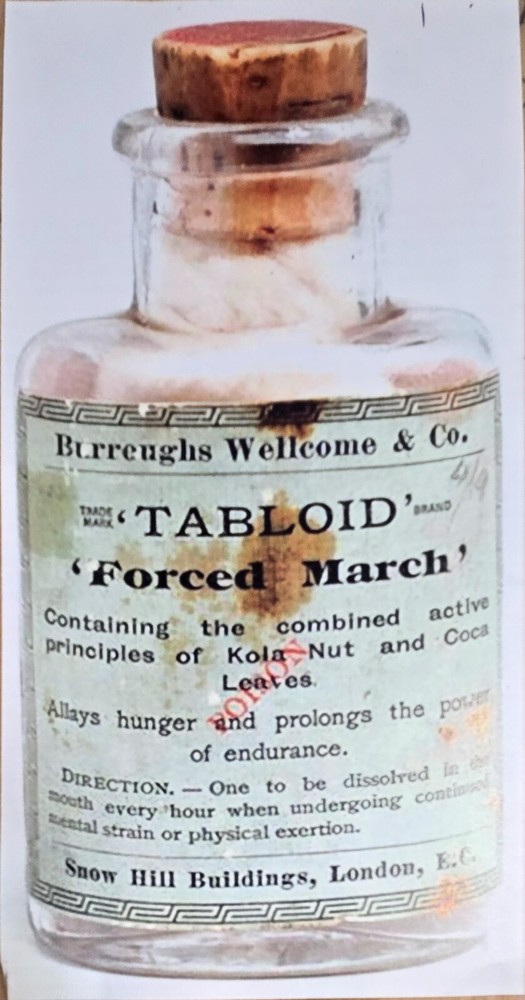 Burroughs Wellcome & Co.
4/9
TRADE MARK 'TABLOID' BRAND
'Forced March'
Containing the combined active
principles of Kola Nut and Coca
Leaves.
POISON
Allays hunger and prolongs the power
of endurance.
DIRECTION. — One to be dissolved in the
mouth every hour when undergoing continued
mental strain or physical exertion.
Snow Hill Buildings, London, E.C.